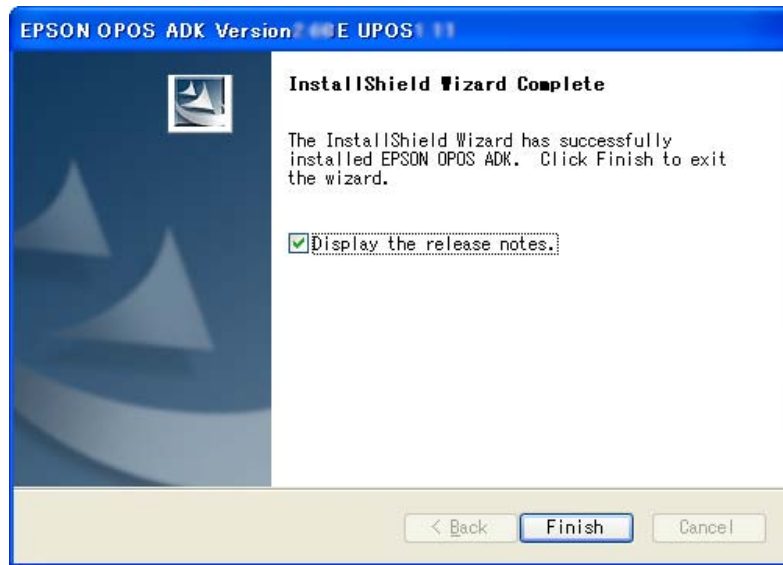 EPSON OPOS ADK Version E UPOS
InstallShield Wizard Complete
The InstallShield Wizard has successfully
installed EPSON OPOS ADK. Click Finish to exit
the wizard.
Display the release notes.
< Back Finish Cancel